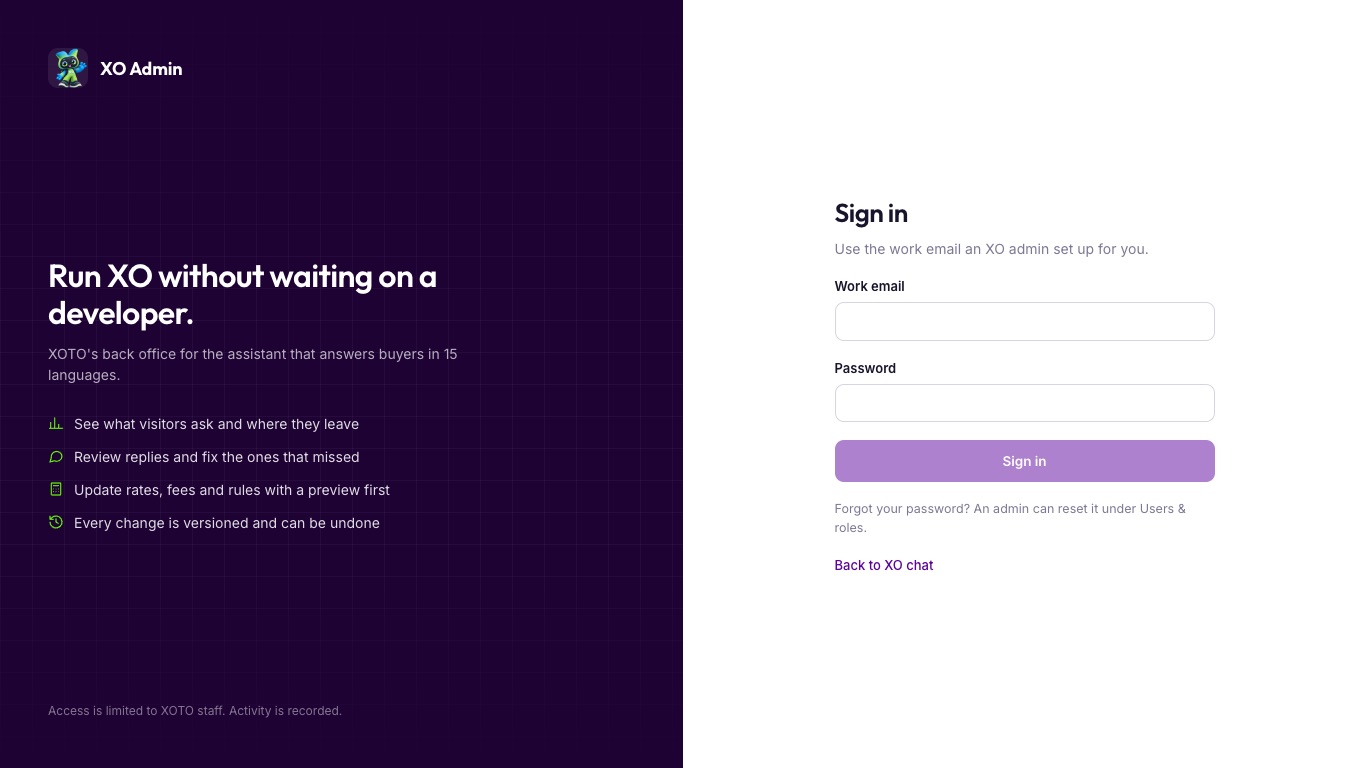 XO Admin
Run XO without waiting on a
developer.
XOTO's back office for the assistant that answers buyers in 15
languages.
See what visitors ask and where they leave
Review replies and fix the ones that missed
Update rates, fees and rules with a preview first
Every change is versioned and can be undone
Access is limited to XOTO staff. Activity is recorded.
Sign in
Use the work email an XO admin set up for you.
Work email
Password
Sign in
Forgot your password? An admin can reset it under Users &
roles.
Back to XO chat